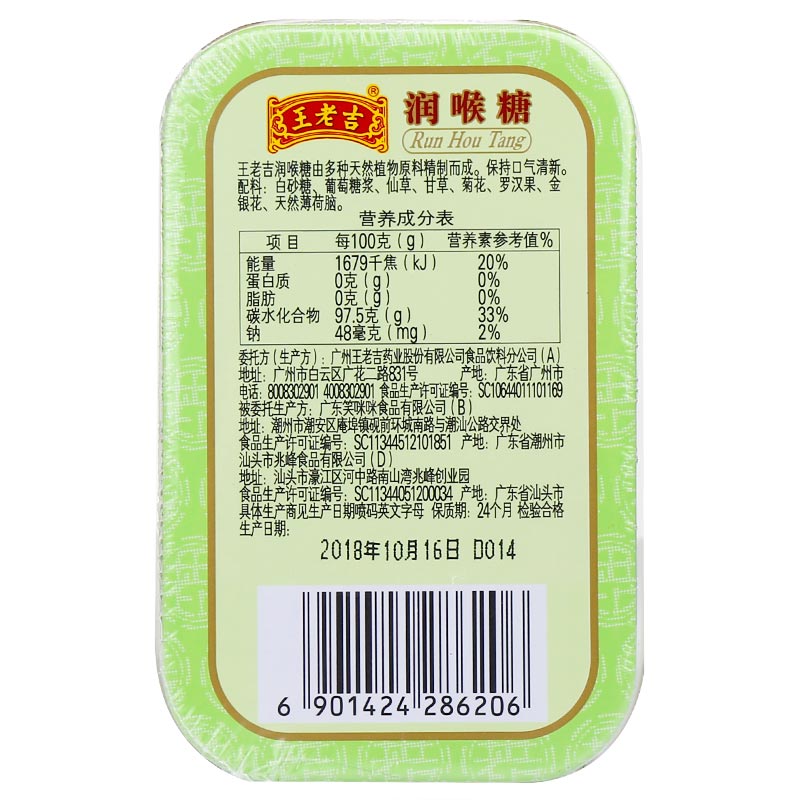 王老吉®
润喉糖
Run Hou Tang
王老吉润喉糖由多种天然植物原料精制而成。保持口气清新。
配料：白砂糖、葡萄糖浆、仙草、甘草、菊花、罗汉果、金
银花、天然薄荷脑。
营养成分表
项目 每100克（g） 营养素参考值%
能量 1679千焦（kJ） 20%
蛋白质 0克（g） 0%
脂肪 0克（g） 0%
碳水化合物 97.5克（g） 33%
钠 48毫克（mg） 2%
委托方（生产方）：广州王老吉药业股份有限公司食品饮料分公司（A）
地址：广州市白云区广花二路831号 产地：广东省广州市
电话：8008302901 4008302901 食品生产许可证编号：SC10644011101169
被委托生产方：广东笑咪咪食品有限公司（B）
地址：潮州市潮安区庵埠镇砚前环城南路与潮汕公路交界处
食品生产许可证编号：SC11344512101851 产地：广东省潮州市
汕头市兆峰食品有限公司（D）
地址：汕头市濠江区河中路南山湾兆峰创业园
食品生产许可证编号：SC11344051200034 产地：广东省汕头市
具体生产商见生产日期喷码英文字母 保质期：24个月 检验合格
生产日期：
2018年10月16日 D014
6 901424 286206